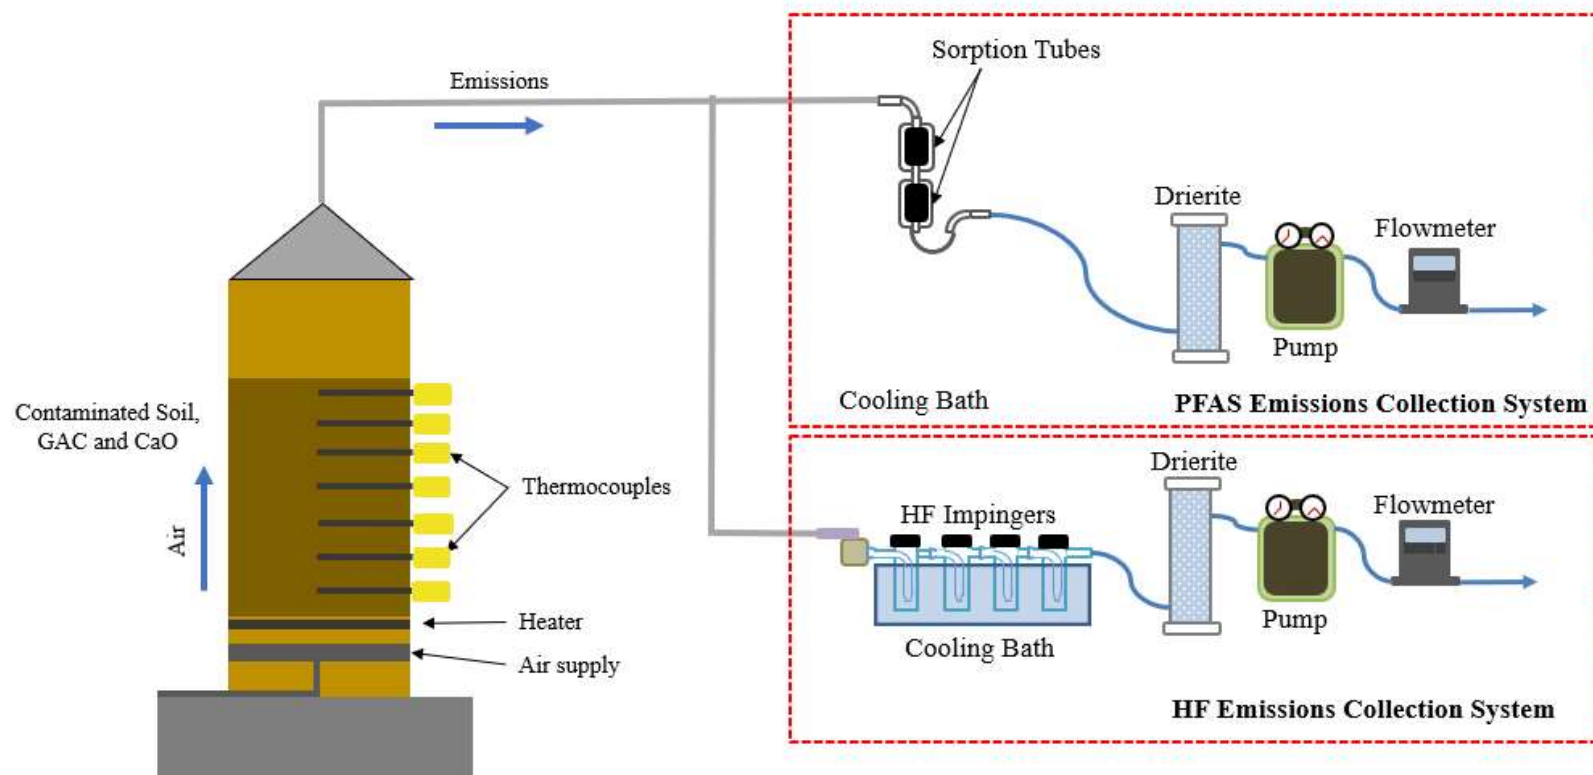 Emissions
Contaminated Soil,
GAC and CaO
Air
Thermocouples
Heater
Air supply
Sorption Tubes
Drierite
Flowmeter
Pump
Cooling Bath
PFAS Emissions Collection System
Drierite
HF Impingers
Flowmeter
Pump
Cooling Bath
HF Emissions Collection System